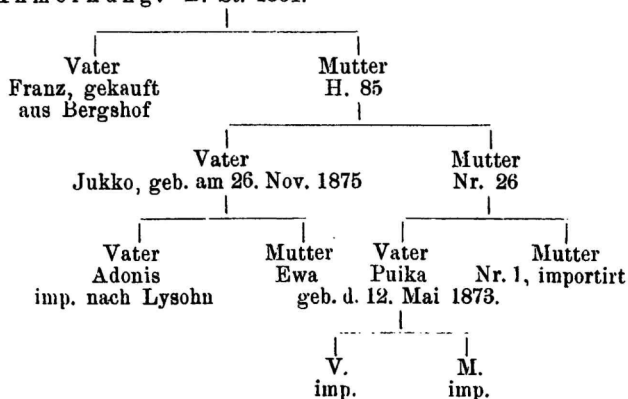 Vater Mutter
Franz, gekauft H. 85
aus Bergshof
Vater Mutter
Jukko, geb. am 26. Nov. 1875 Nr. 26
Vater Mutter Vater Mutter
Adonis Ewa Puika Nr. 1, importirt
imp. nach Lysohn geb. d. 12. Mai 1873.
V. M.
imp. imp.